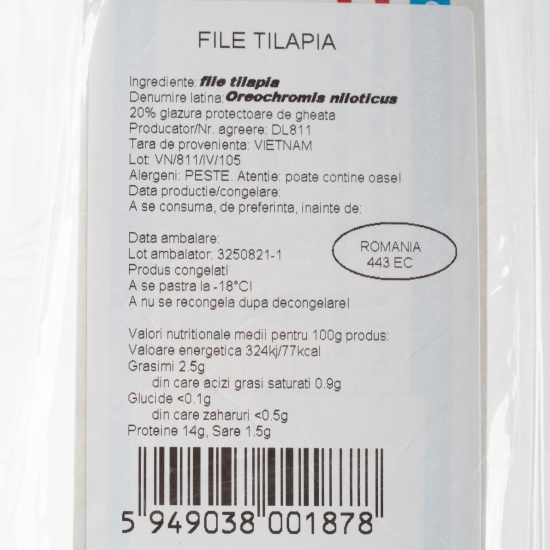 FILE TILAPIA
Ingrediente: file tilapia
Denumire latina: Oreochromis niloticus
20% glazura protectoare de gheata
Producator/Nr. agreere: DL811
Tara de provenienta: VIETNAM
Lot: VN/811/IV/105
Alergeni: PESTE. Atentie: poate contine oase!
Data productie/congelare:
A se consuma, de preferinta, inainte de:
Data ambalare:
Lot ambalator: 3250821-1
Produs congelat!
A se pastra la -18°C!
A nu se recongela dupa decongelare!
ROMANIA
443 EC
Valori nutritionale medii pentru 100g produs:
Valoare energetica 324kj/77kcal
Grasimi 2.5g
din care acizi grasi saturati 0.9g
Glucide <0.1g
din care zaharuri <0.5g
Proteine 14g, Sare 1.5g
5 949038 001878